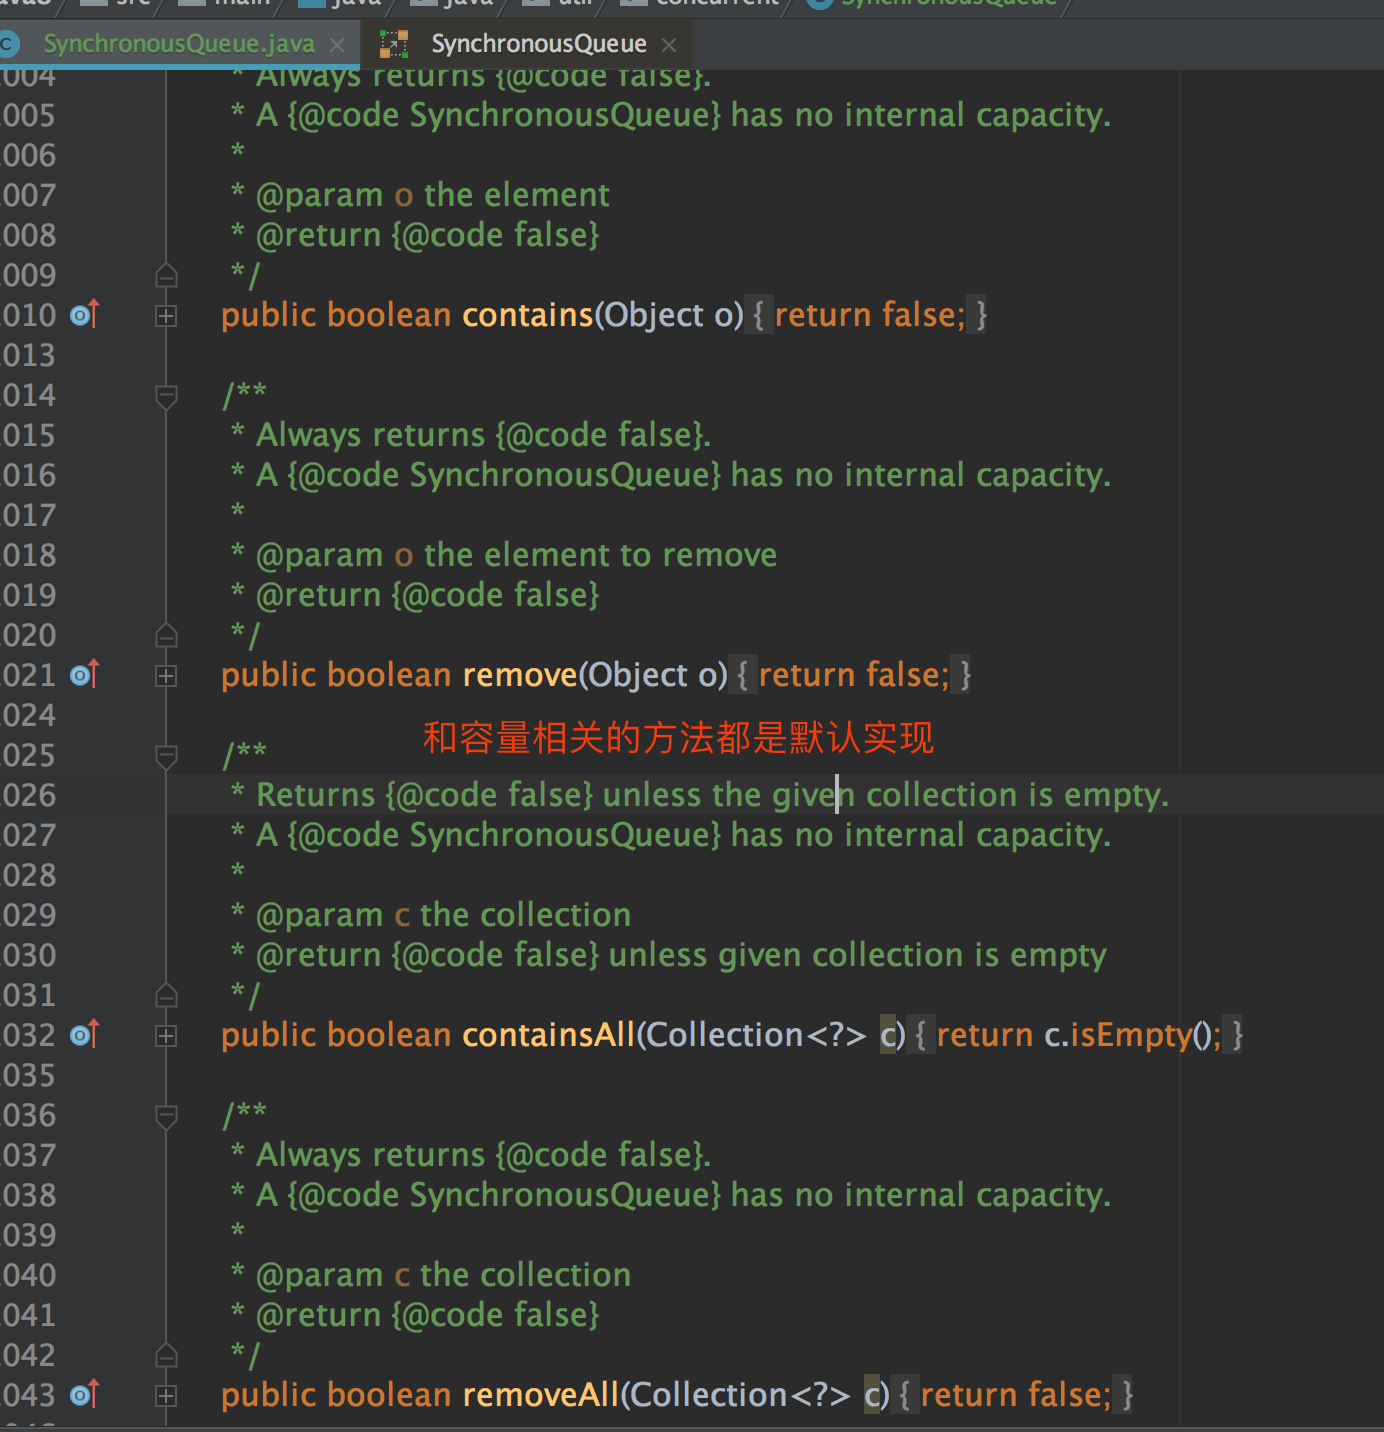 src main java java util concurrent SynchronousQueue
SynchronousQueue.java SynchronousQueue
004 * Always returns {@code false}.
005 * A {@code SynchronousQueue} has no internal capacity.
006 *
007 * @param o the element
008 * @return {@code false}
009 */
010 public boolean contains(Object o) { return false; }
013
014 /**
015 * Always returns {@code false}.
016 * A {@code SynchronousQueue} has no internal capacity.
017 *
018 * @param o the element to remove
019 * @return {@code false}
020 */
021 public boolean remove(Object o) { return false; }
024
和容量相关的方法都是默认实现
025 /**
026 * Returns {@code false} unless the given collection is empty.
027 * A {@code SynchronousQueue} has no internal capacity.
028 *
029 * @param c the collection
030 * @return {@code false} unless given collection is empty
031 */
032 public boolean containsAll(Collection<?> c) { return c.isEmpty(); }
035
036 /**
037 * Always returns {@code false}.
038 * A {@code SynchronousQueue} has no internal capacity.
039 *
040 * @param c the collection
041 * @return {@code false}
042 */
043 public boolean removeAll(Collection<?> c) { return false; }